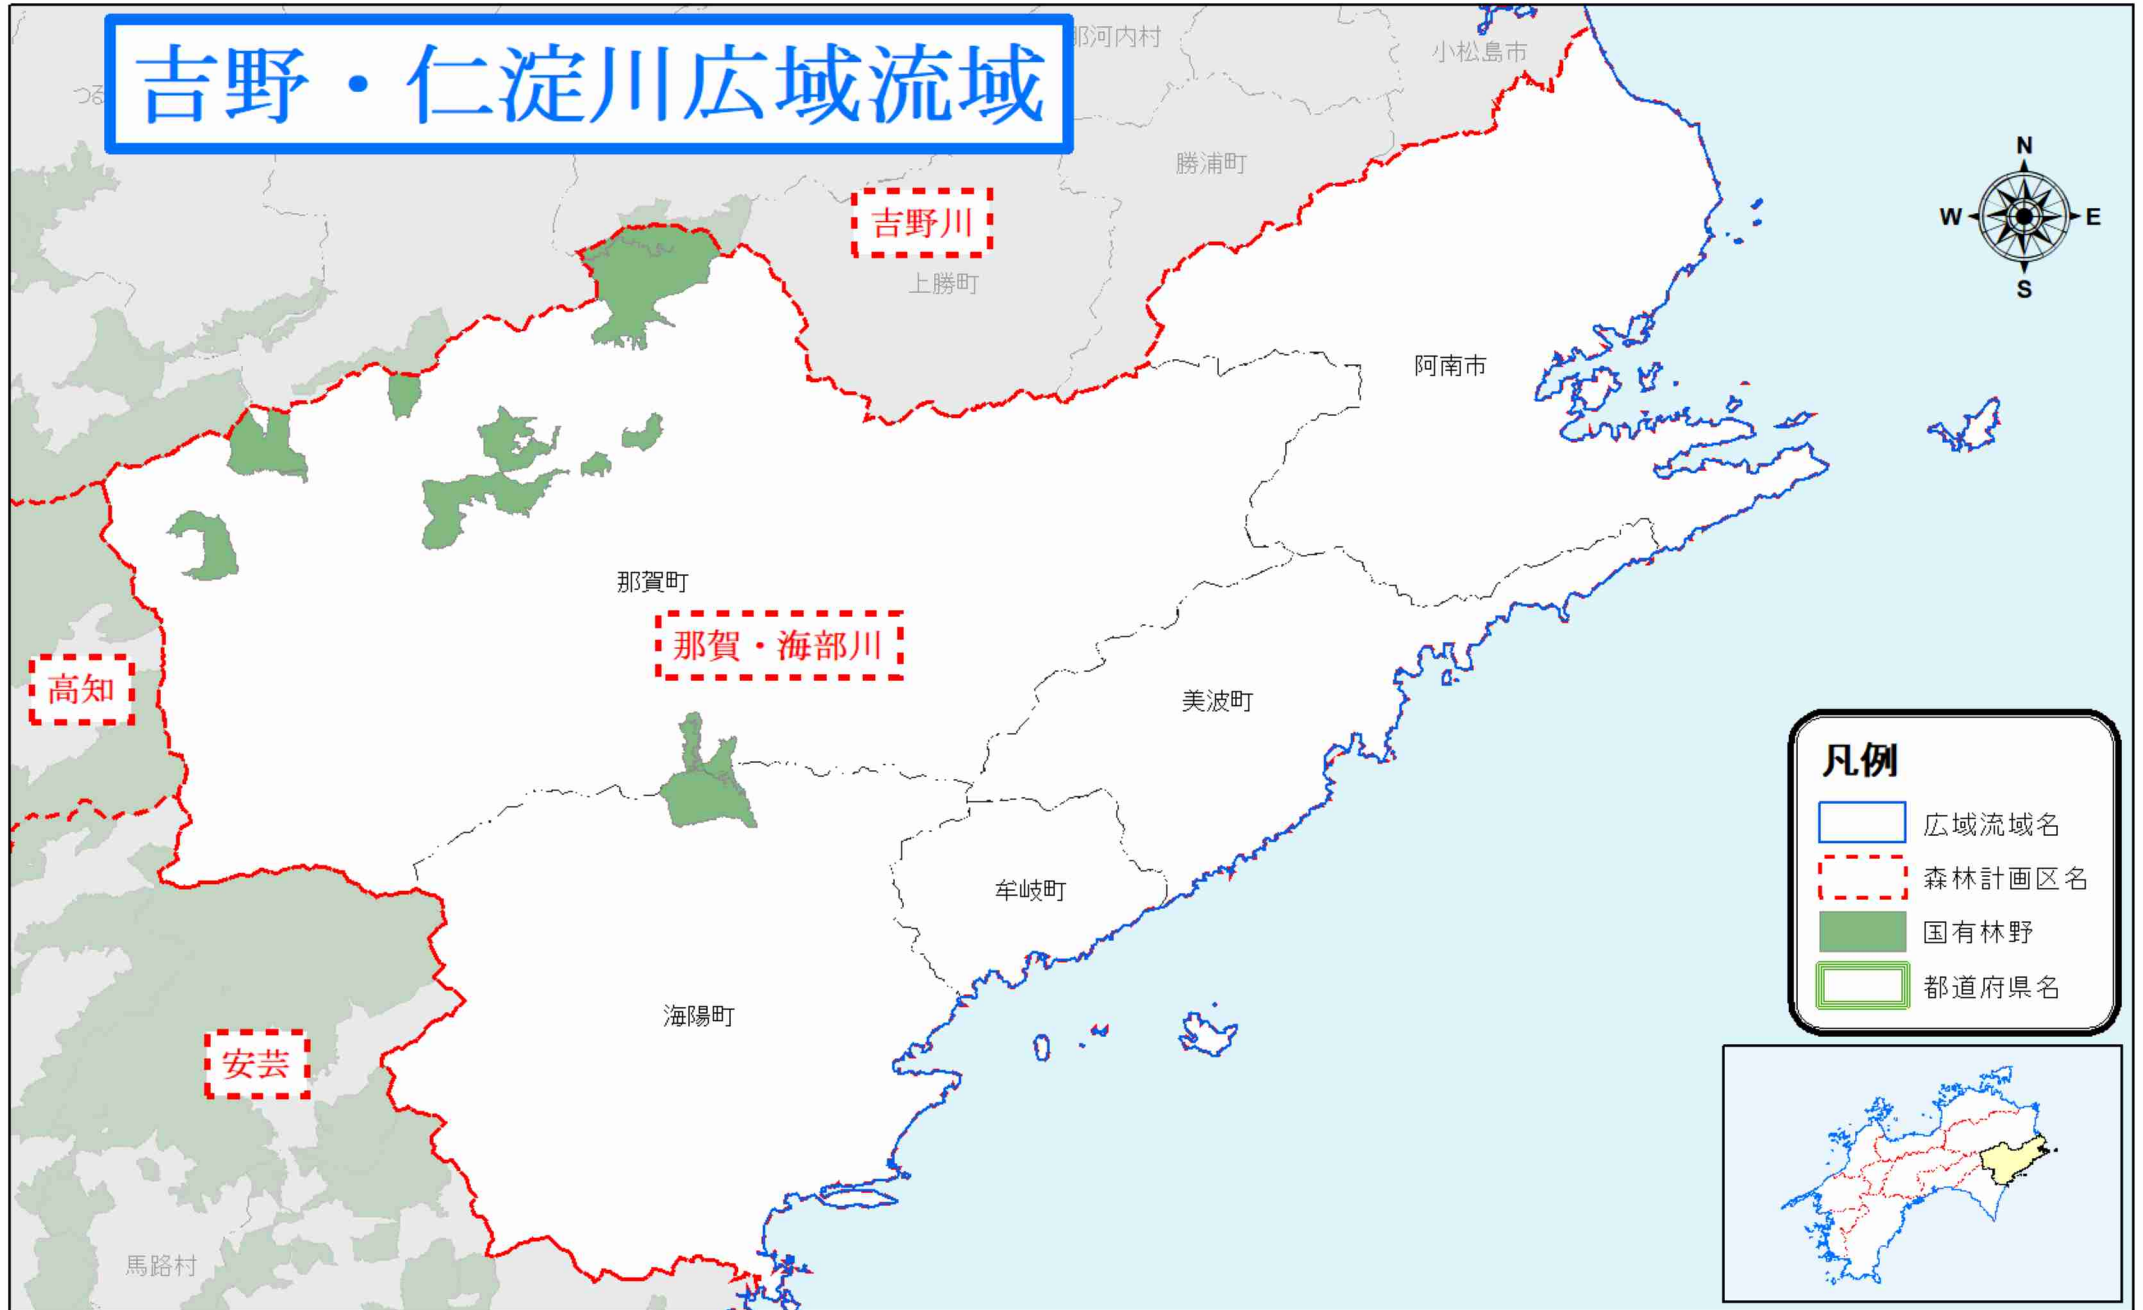 吉野・仁淀川広域流域
那河内村
小松島市
つる
勝浦町
吉野川
上勝町
阿南市
那賀町
那賀・海部川
高知
美波町
牟岐町
海陽町
安芸
馬路村
N
W
E
S
凡例
広域流域名
森林計画区名
国有林野
都道府県名